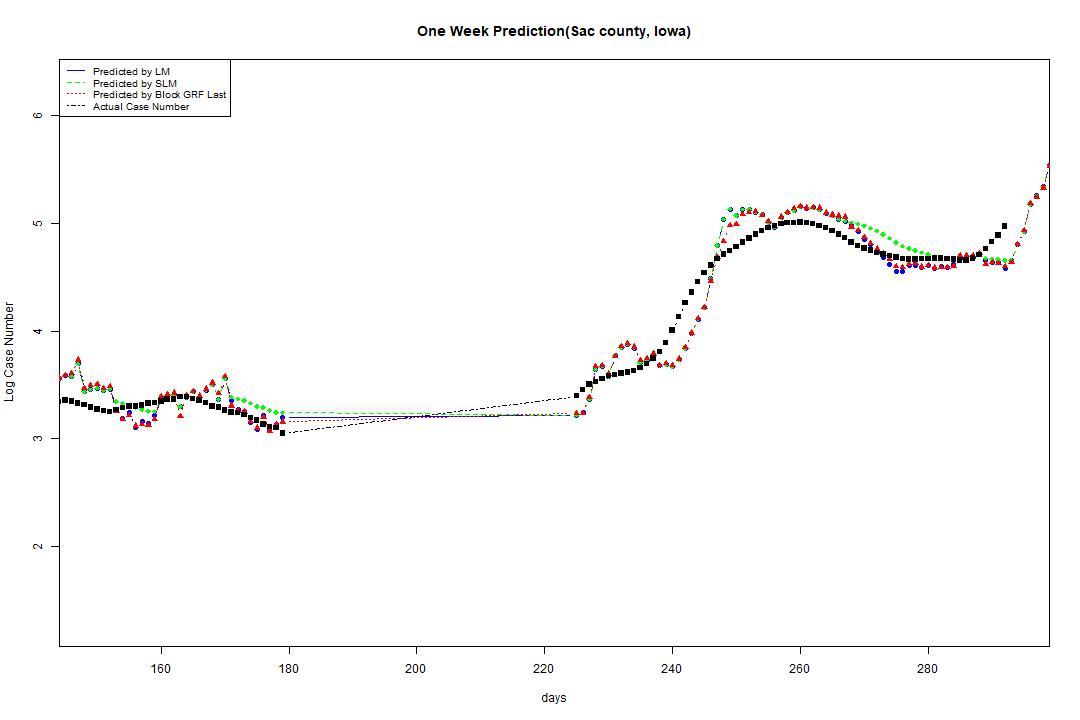 One Week Prediction(Sac county, Iowa)
Predicted by LM
Predicted by SLM
Predicted by Block GRF Last
Actual Case Number
6
5
4
3
2
Log Case Number
160 180 200 220 240 260 280
days